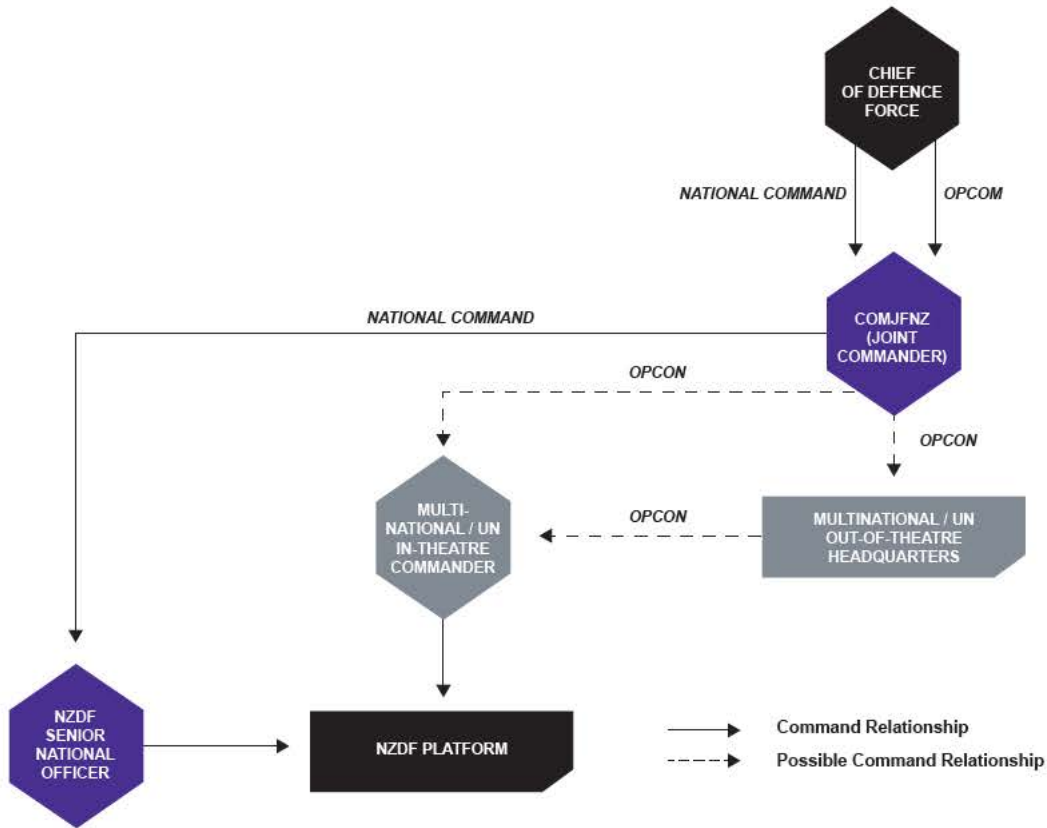 CHIEF
OF DEFENCE
FORCE
NATIONAL COMMAND
OPCOM
COMJFNZ
(JOINT
COMMANDER)
NATIONAL COMMAND
OPCON
OPCON
MULTI-
NATIONAL / UN
IN-THEATRE
COMMANDER
OPCON
MULTINATIONAL / UN
OUT-OF-THEATRE
HEADQUARTERS
NZDF
SENIOR
NATIONAL
OFFICER
NZDF PLATFORM
Command Relationship
Possible Command Relationship